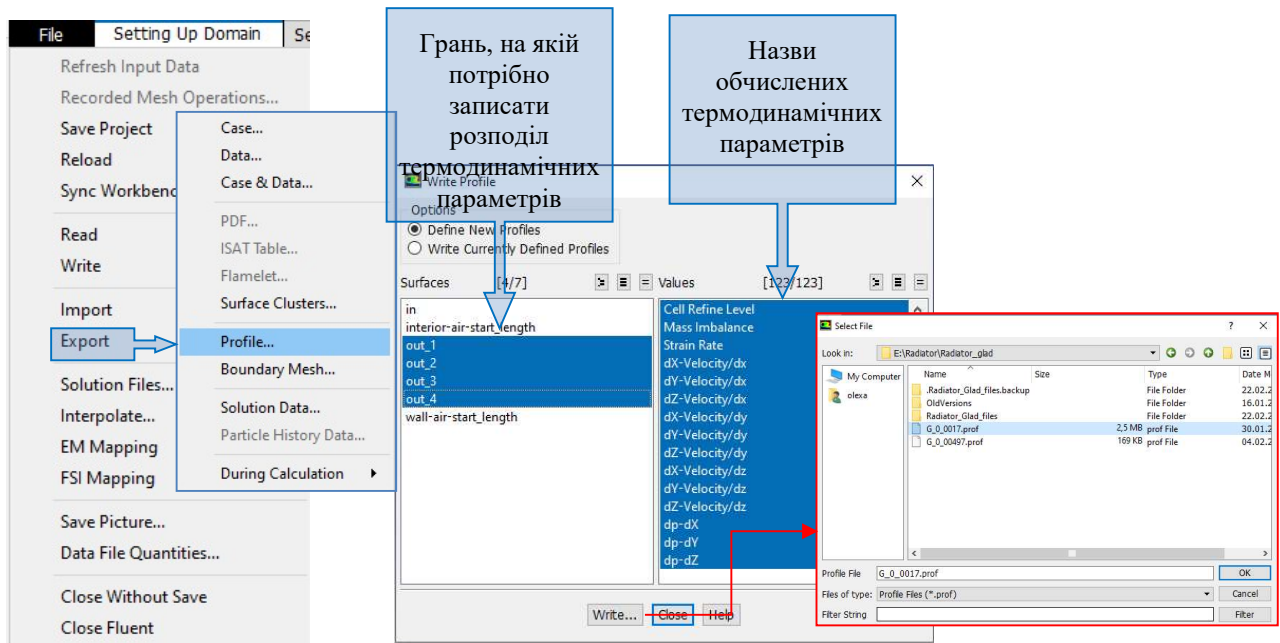 File
Setting Up Domain
Refresh Input Data
Recorded Mesh Operations...
Save Project
Reload
Sync Workbenc
Read
Write
Import
Export
Solution Files...
Interpolate...
EM Mapping
FSI Mapping
Save Picture...
Data File Quantities...
Close Without Save
Close Fluent
Case...
Data...
Case & Data...
PDF...
ISAT Table...
Flamelet...
Surface Clusters...
Profile...
Boundary Mesh...
Solution Data...
Particle History Data...
During Calculation
Грань, на якій
потрібно
записати
розподіл
термодинамічних
параметрів
Назви
обчислених
термодинамічних
параметрів
Write Profile
Options
Define New Profiles
Write Currently Defined Profiles
Surfaces [4/7]
in
interior-air-start_length
out_1
out_2
out_3
out_4
wall-air-start_length
Values [123/123]
Cell Refine Level
Mass Imbalance
Strain Rate
dX-Velocity/dx
dY-Velocity/dx
dZ-Velocity/dx
dX-Velocity/dy
dY-Velocity/dy
dZ-Velocity/dy
dX-Velocity/dz
dY-Velocity/dz
dZ-Velocity/dz
dp-dX
dp-dY
dp-dZ
Write... Close Help
Select File ?
Look in: E:\Radiator\Radiator_glad
My Computer
olexa
Name Size Type Date M
.Radiator_Glad_files.backup File Folder 22.02.2
OldVersions File Folder 16.01.2
Radiator_Glad_files File Folder 22.02.2
G_0_0017.prof 2,5 MB prof File 30.01.2
G_0_00497.prof 169 KB prof File 04.02.2
Profile File G_0_0017.prof OK
Files of type: Profile Files (*.prof) Cancel
Filter String Filter